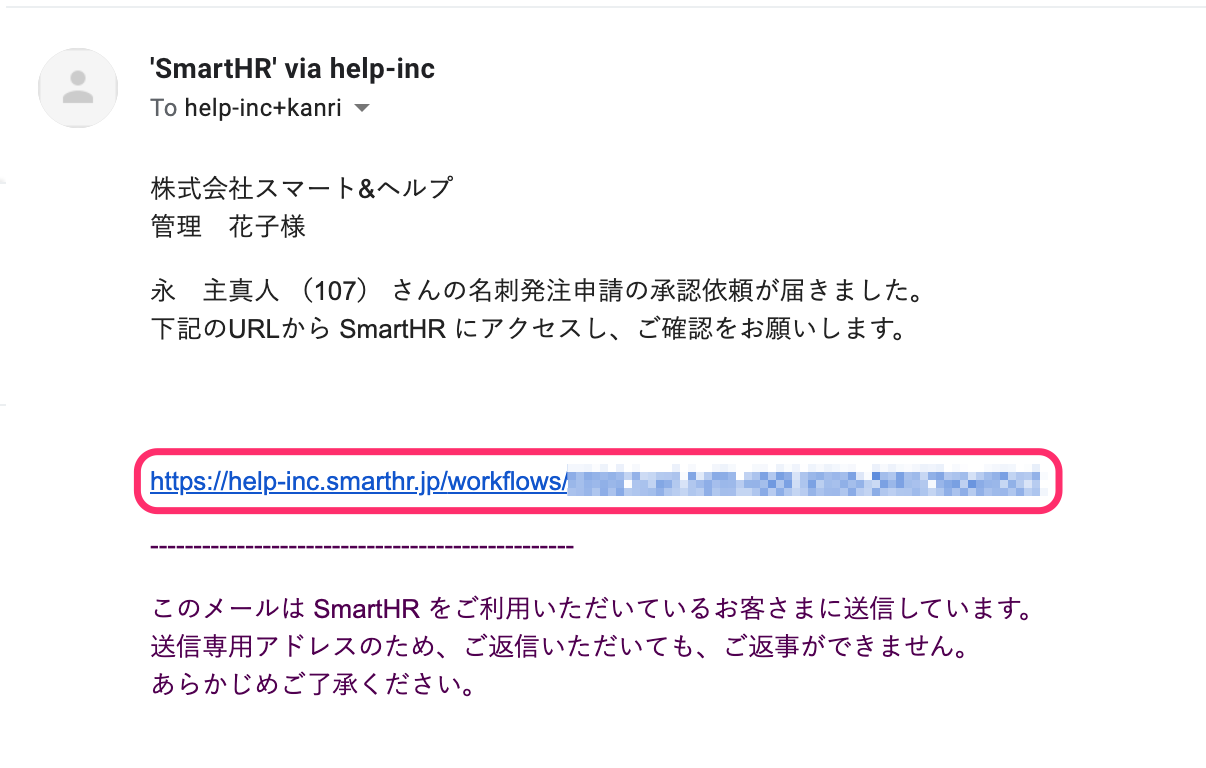 'SmartHR' via help-inc
To help-inc+kanri
株式会社スマート&ヘルプ
管理　花子様
永　主真人 （107） さんの名刺発注申請の承認依頼が届きました。
下記のURLから SmartHR にアクセスし、ご確認をお願いします。
https://help-inc.smarthr.jp/workflows/
-------------------------------------------------
このメールは SmartHR をご利用いただいているお客さまに送信しています。
送信専用アドレスのため、ご返信いただいても、ご返事ができません。
あらかじめご了承ください。